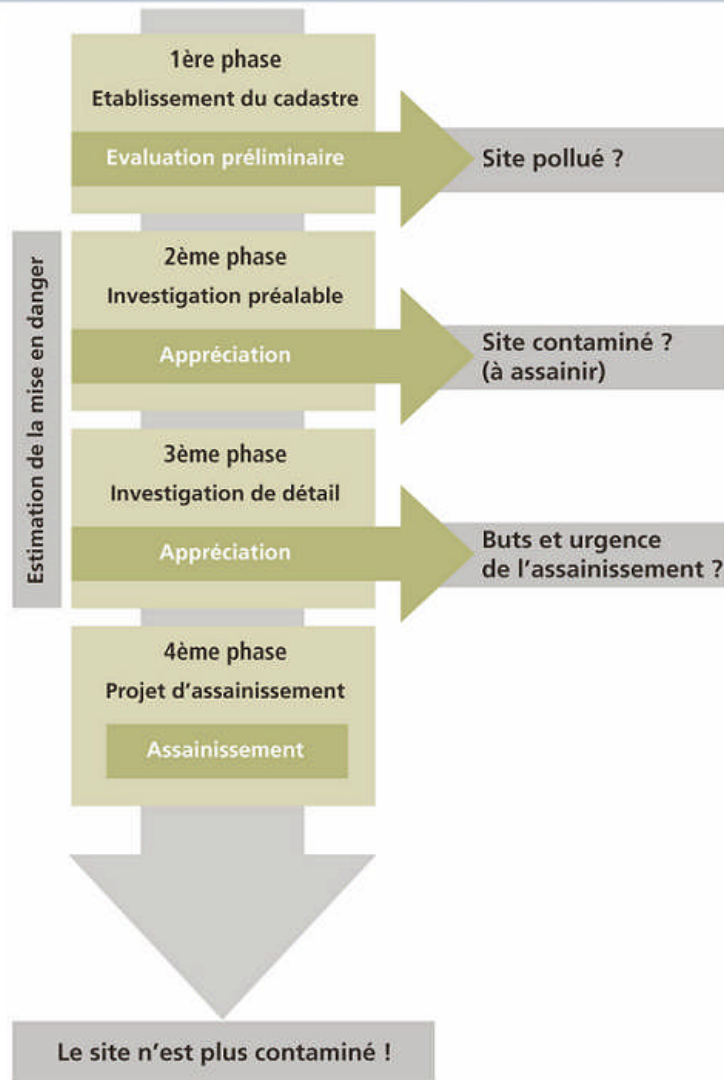 1ère phase
Etablissement du cadastre
Evaluation préliminaire
Site pollué ?
Estimation de la mise en danger
2ème phase
Investigation préalable
Appréciation
Site contaminé ?
(à assainir)
3ème phase
Investigation de détail
Appréciation
Buts et urgence
de l'assainissement ?
4ème phase
Projet d'assainissement
Assainissement
Le site n'est plus contaminé !